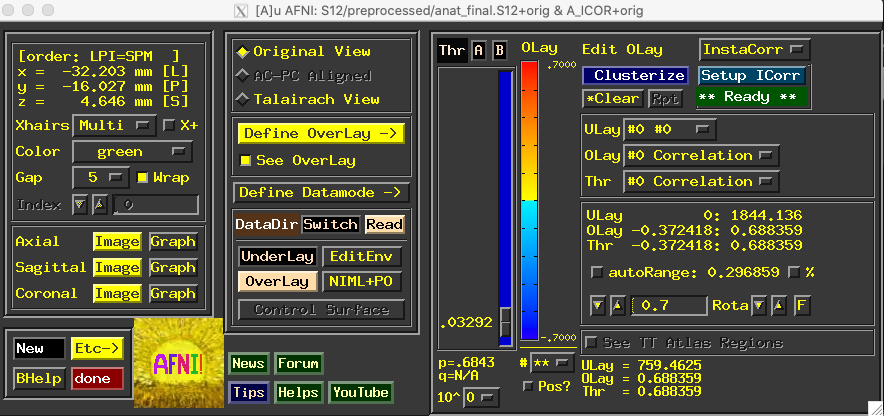 [A]u AFNI: S12/preprocessed/anat_final.S12+orig & A_ICOR+orig
[order: LPI=SPM ]
x = -32.203 mm [L]
y = -16.027 mm [P]
z = 4.646 mm [S]
Xhairs Multi X+
Color green
Gap 5 Wrap
Index 0
Axial Image Graph
Sagittal Image Graph
Coronal Image Graph
New Etc->
BHelp done
AFNI!
Original View
AC-PC Aligned
Talairach View
Define OverLay ->
See OverLay
Define Datamode ->
DataDir Switch Read
UnderLay EditEnv
OverLay NIML+PO
Control Surface
News Forum
Tips Helps YouTube
Thr A B OLay
.7000
.03292
-.7000
p=.6843
q=N/A
10^ 0
# **
Pos?
Edit OLay InstaCorr
Clusterize Setup ICorr
*Clear Rpt ** Ready **
ULay #0 #0
OLay #0 Correlation
Thr #0 Correlation
ULay 0: 1844.136
OLay -0.372418: 0.688359
Thr -0.372418: 0.688359
autoRange: 0.296859 %
0.7 Rota F
See TT Atlas Regions
ULay = 759.4625
OLay = 0.688359
Thr = 0.688359